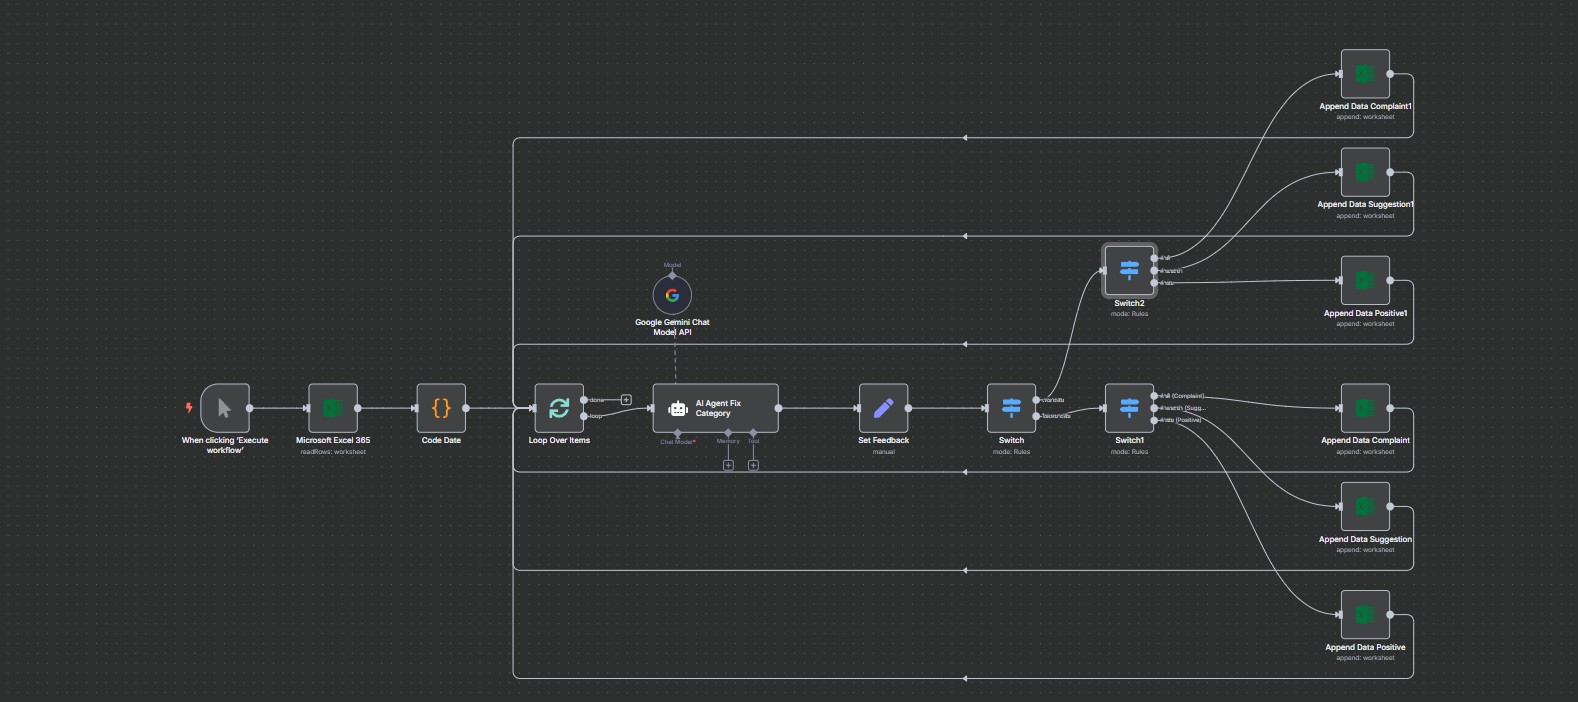 Append Data Complaint1
append: worksheet
Append Data Suggestion1
append: worksheet
Switch2
mode: Rules
Append Data Positive1
append: worksheet
Model
Google Gemini Chat
Model API
When clicking 'Execute
workflow'
Microsoft Excel 365
readRows: worksheet
Code Date
Loop Over Items
done
loop
AI Agent Fix
Category
Chat Model*
Memory
Tool
Set Feedback
manual
Switch
mode: Rules
Switch1
mode: Rules
(Complaint)
(Sugg...
(Positive)
Append Data Complaint
append: worksheet
Append Data Suggestion
append: worksheet
Append Data Positive
append: worksheet